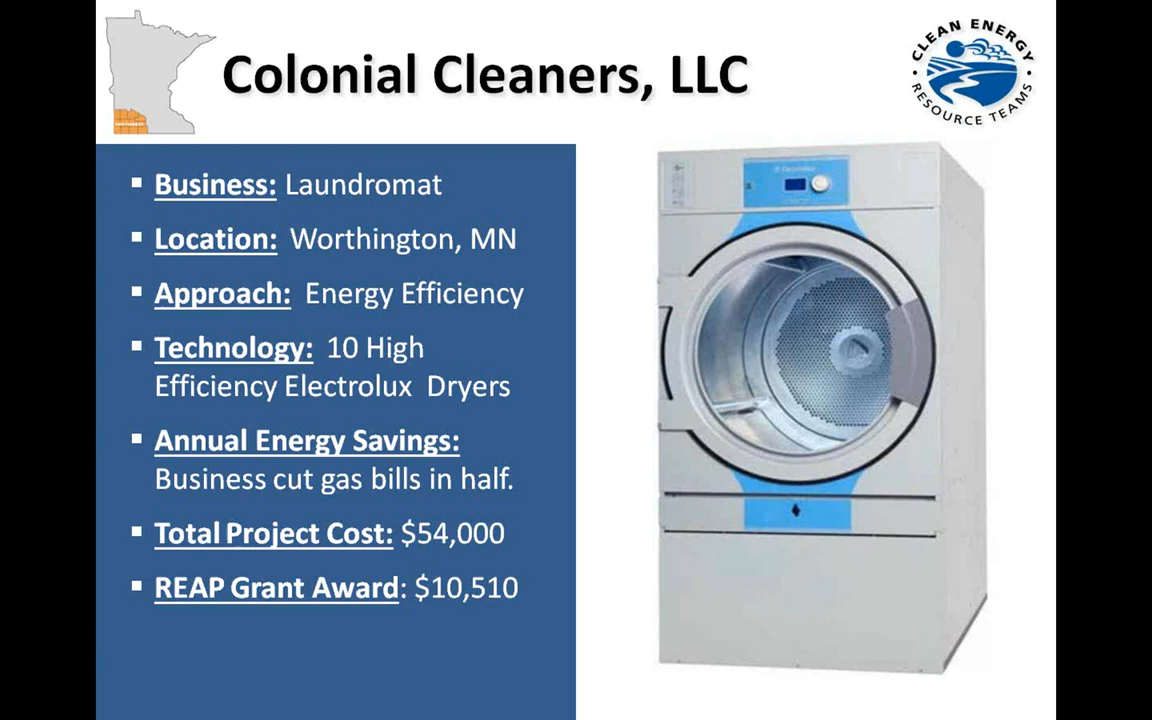 Colonial Cleaners, LLC
CLEAN ENERGY
· RESOURCE TEAMS ·
▪ Business: Laundromat
▪ Location: Worthington, MN
▪ Approach: Energy Efficiency
▪ Technology: 10 High
Efficiency Electrolux Dryers
▪ Annual Energy Savings:
Business cut gas bills in half.
▪ Total Project Cost: $54,000
▪ REAP Grant Award: $10,510
Electrolux